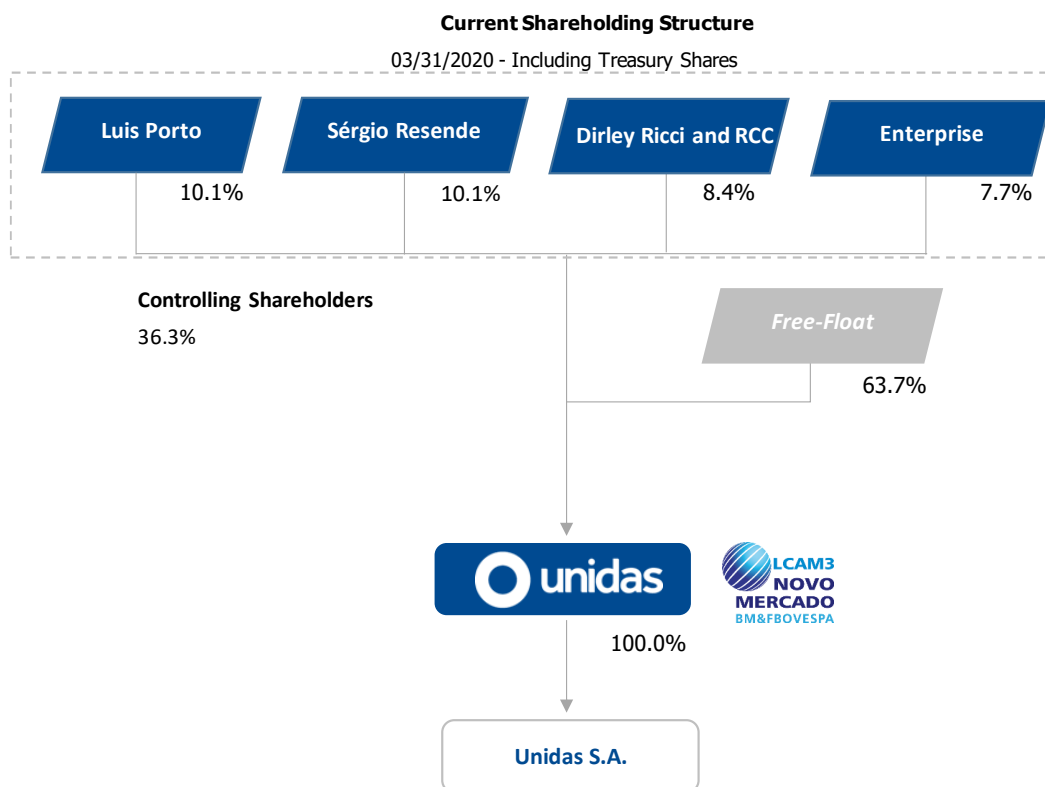 Current Shareholding Structure
03/31/2020 - Including Treasury Shares
Luis Porto
Sérgio Resende
Dirley Ricci and RCC
Enterprise
10.1%
10.1%
8.4%
7.7%
Controlling Shareholders
36.3%
Free-Float
63.7%
unidas
LCAM3
NOVO
MERCADO
BM&FBOVESPA
100.0%
Unidas S.A.